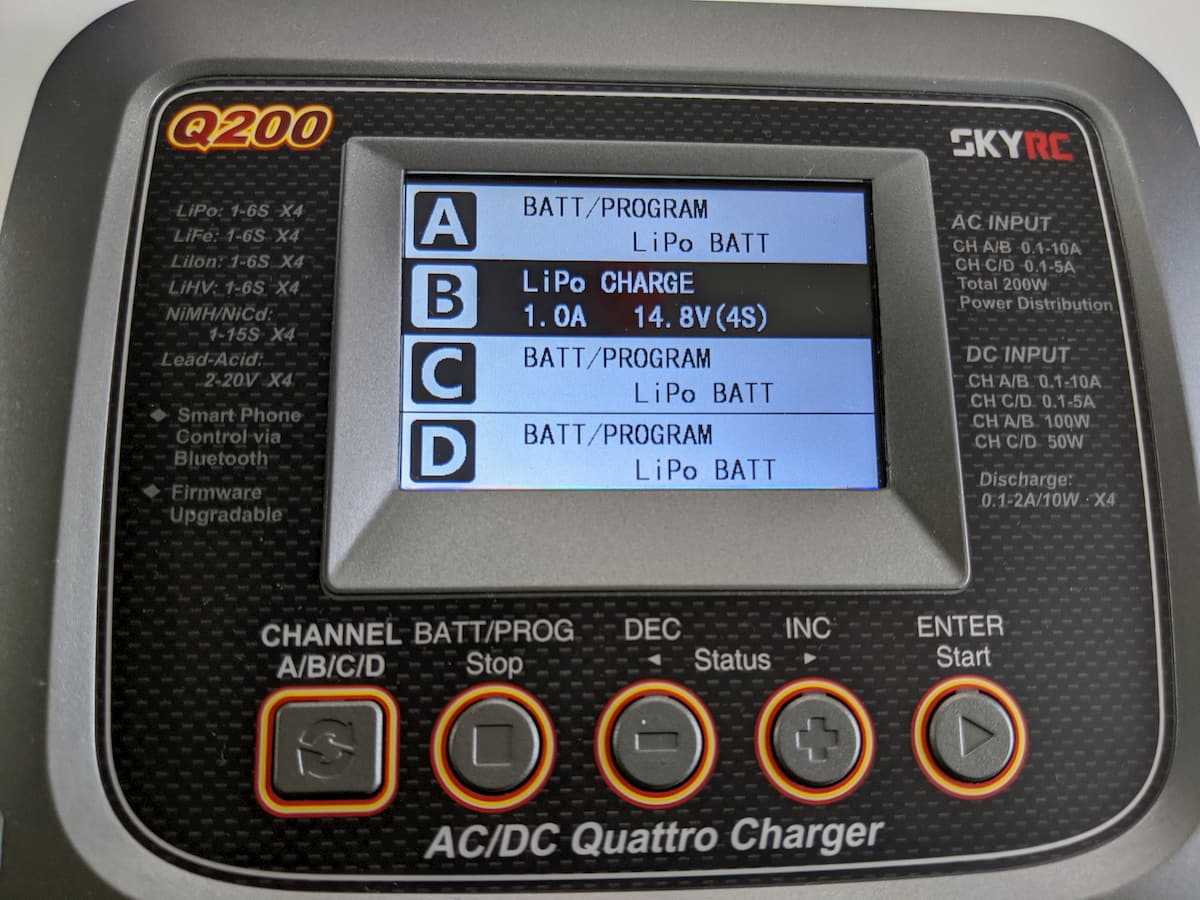 Q200
SKYRC
LiPo: 1-6S X4
LiFe: 1-6S X4
LiIon: 1-6S X4
LiHV: 1-6S X4
NiMH/NiCd:
1-15S X4
Lead-Acid:
2-20V X4
Smart Phone
Control via
Bluetooth
Firmware
Upgradable
A BATT/PROGRAM
LiPo BATT
B LiPo CHARGE
1.0A 14.8V(4S)
C BATT/PROGRAM
LiPo BATT
D BATT/PROGRAM
LiPo BATT
AC INPUT
CH A/B 0.1-10A
CH C/D 0.1-5A
Total 200W
Power Distribution
DC INPUT
CH A/B 0.1-10A
CH C/D 0.1-5A
CH A/B 100W
CH C/D 50W
Discharge:
0.1-2A/10W X4
CHANNEL BATT/PROG DEC INC ENTER
A/B/C/D Stop Status Start
AC/DC Quattro Charger